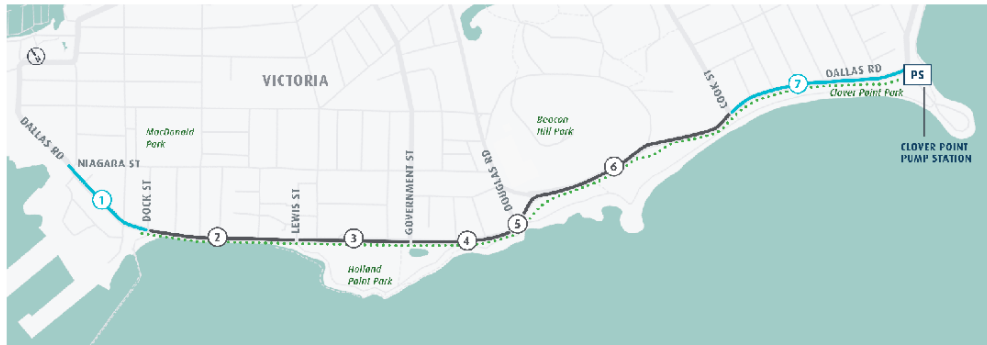 VICTORIA
DALLAS RD
NIAGARA ST
MacDonald
Park
DOCK ST
LEWIS ST
GOVERNMENT ST
DOUGLAS RD
Beacon
Hill Park
COOK ST
DALLAS RD
Clover Point Park
PS
CLOVER POINT
PUMP STATION
Holland
Point Park
1
2
3
4
5
6
7